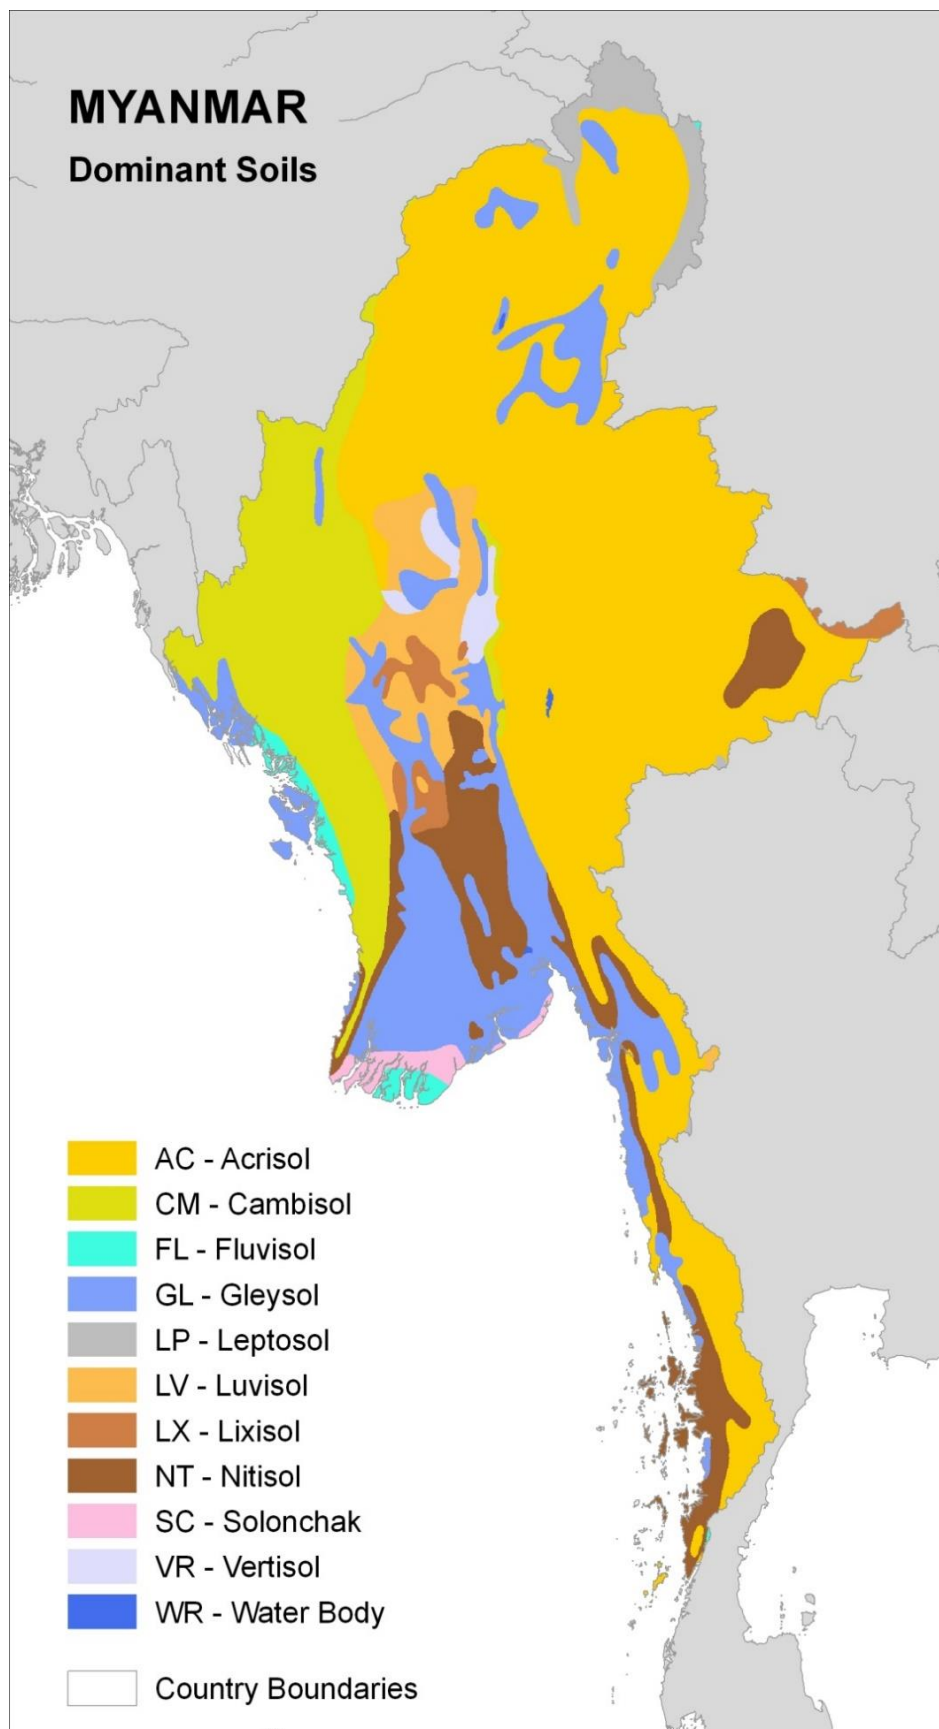 MYANMAR
Dominant Soils
AC - Acrisol
CM - Cambisol
FL - Fluvisol
GL - Gleysol
LP - Leptosol
LV - Luvisol
LX - Lixisol
NT - Nitisol
SC - Solonchak
VR - Vertisol
WR - Water Body
Country Boundaries